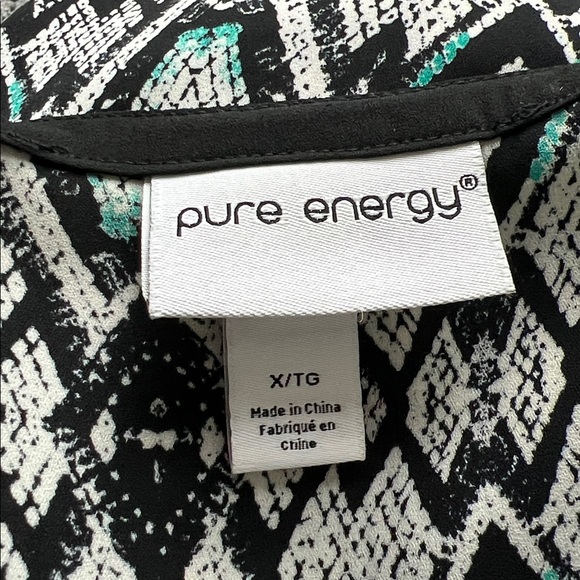 pure energy®
X/TG
Made in China
Fabriqué en
Chine